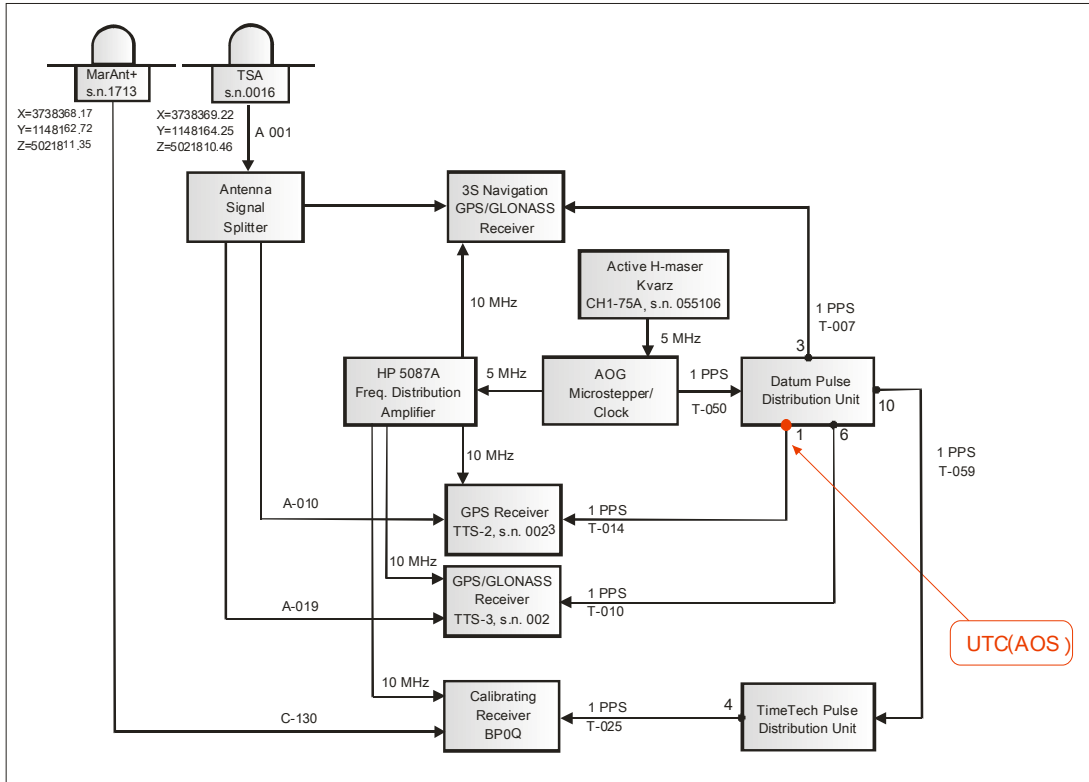 MarAnt+
s.n.1713
TSA
s.n.0016
X=3738368.17
Y=1148162.72
Z=5021811.35
X=3738369.22
Y=1148164.25
Z=5021810.46
A 001
Antenna
Signal
Splitter
3S Navigation
GPS/GLONASS
Receiver
Active H-maser
Kvarz
CH1-75A, s.n. 055106
10 MHz
1 PPS
T-007
5 MHz
3
HP 5087A
Freq. Distribution
Amplifier
5 MHz
AOG
Microstepper/
Clock
1 PPS
T-050
Datum Pulse
Distribution Unit
10
1
6
10 MHz
1 PPS
T-059
A-010
GPS Receiver
TTS-2, s.n. 0023
1 PPS
T-014
10 MHz
GPS/GLONASS
Receiver
TTS-3, s.n. 002
A-019
1 PPS
T-010
UTC(AOS )
10 MHz
Calibrating
Receiver
BP0Q
C-130
1 PPS
T-025
4
TimeTech Pulse
Distribution Unit